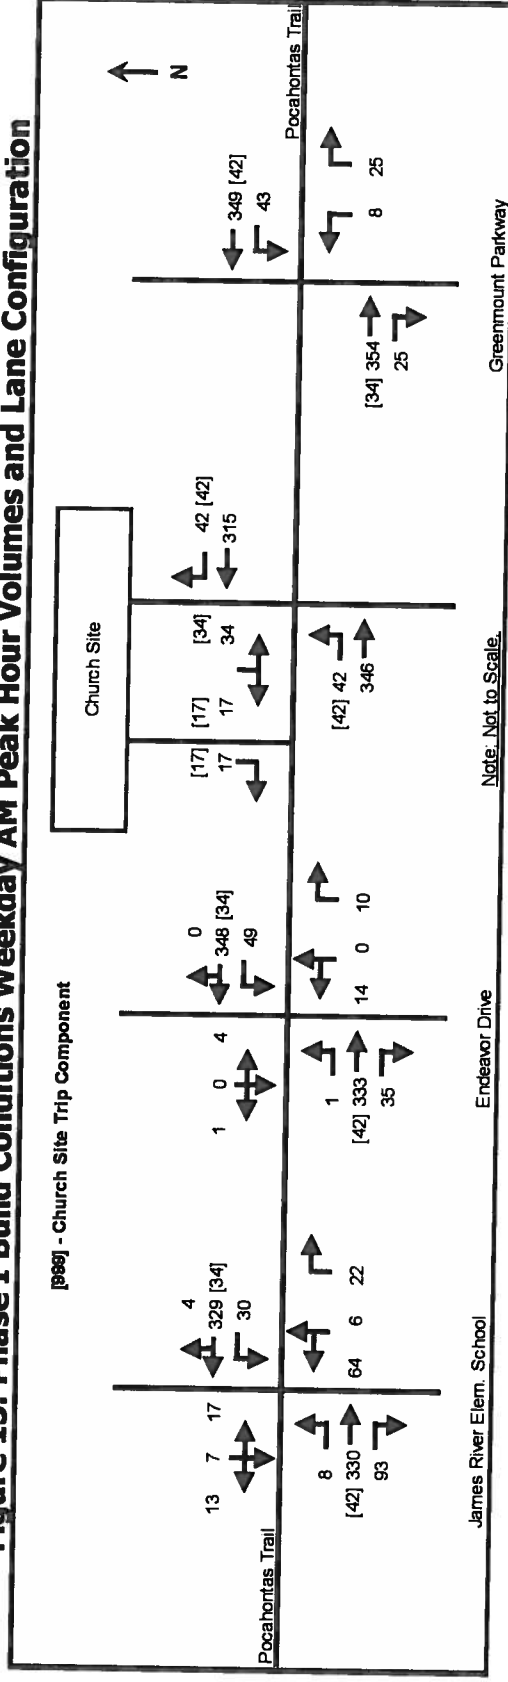 Figure 13: Phase I Build Conditions Weekday AM Peak Hour Volumes and Lane Configuration
[999] - Church Site Trip Component
Church Site
N
Pocahontas Trail
13 7 17
4
329 [34]
30
8
[42] 330
93
64 6 22
James River Elem. School
1 0 4
0
348 [34]
49
1
[42] 333
35
14 0 10
Endeavor Drive
[17]
17
[17] [34]
17 34
42 [42]
315
[42] 42
346
Note: Not to Scale.
349 [42]
43
[34] 354
25
8 25
Greenmount Parkway
Pocahontas Trail